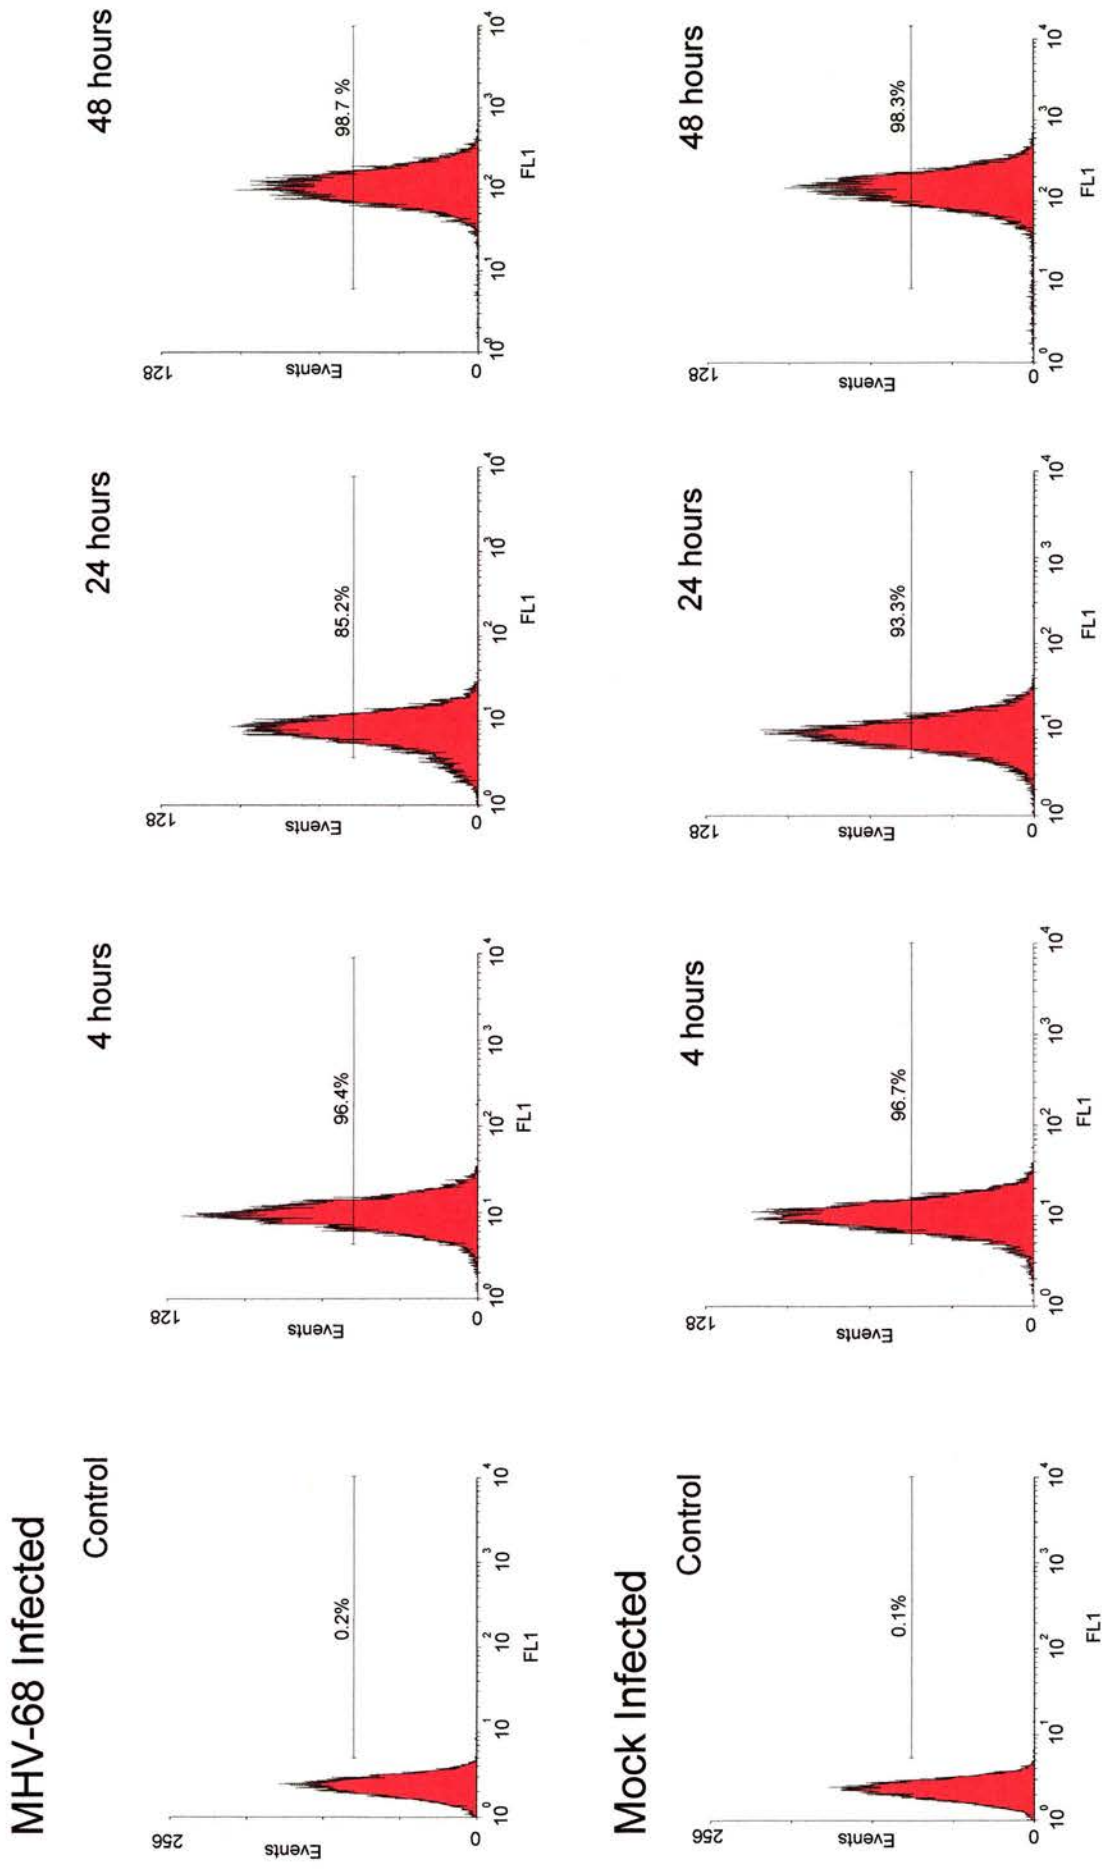 MHV-68 Infected
Control
256
Events
0
0.2%
10^0 10^1 10^2 10^3 10^4
FL1
4 hours
128
Events
0
96.4%
10^0 10^1 10^2 10^3 10^4
FL1
24 hours
128
Events
0
85.2%
10^0 10^1 10^2 10^3 10^4
FL1
48 hours
128
Events
0
98.7 %
10^0 10^1 10^2 10^3 10^4
FL1
Mock Infected
Control
256
Events
0
0.1%
10^0 10^1 10^2 10^3 10^4
FL1
4 hours
128
Events
0
96.7%
10^0 10^1 10^2 10^3 10^4
FL1
24 hours
128
Events
0
93.3%
10^0 10^1 10^2 10^3 10^4
FL1
48 hours
128
Events
0
98.3%
10^0 10^1 10^2 10^3 10^4
FL1